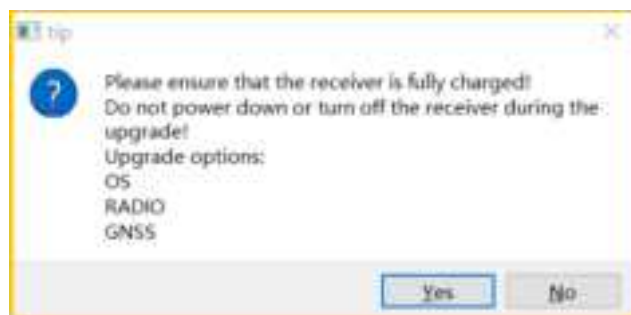 tip
Please ensure that the receiver is fully charged!
Do not power down or turn off the receiver during the
upgrade!
Upgrade options:
OS
RADIO
GNSS
Yes
No